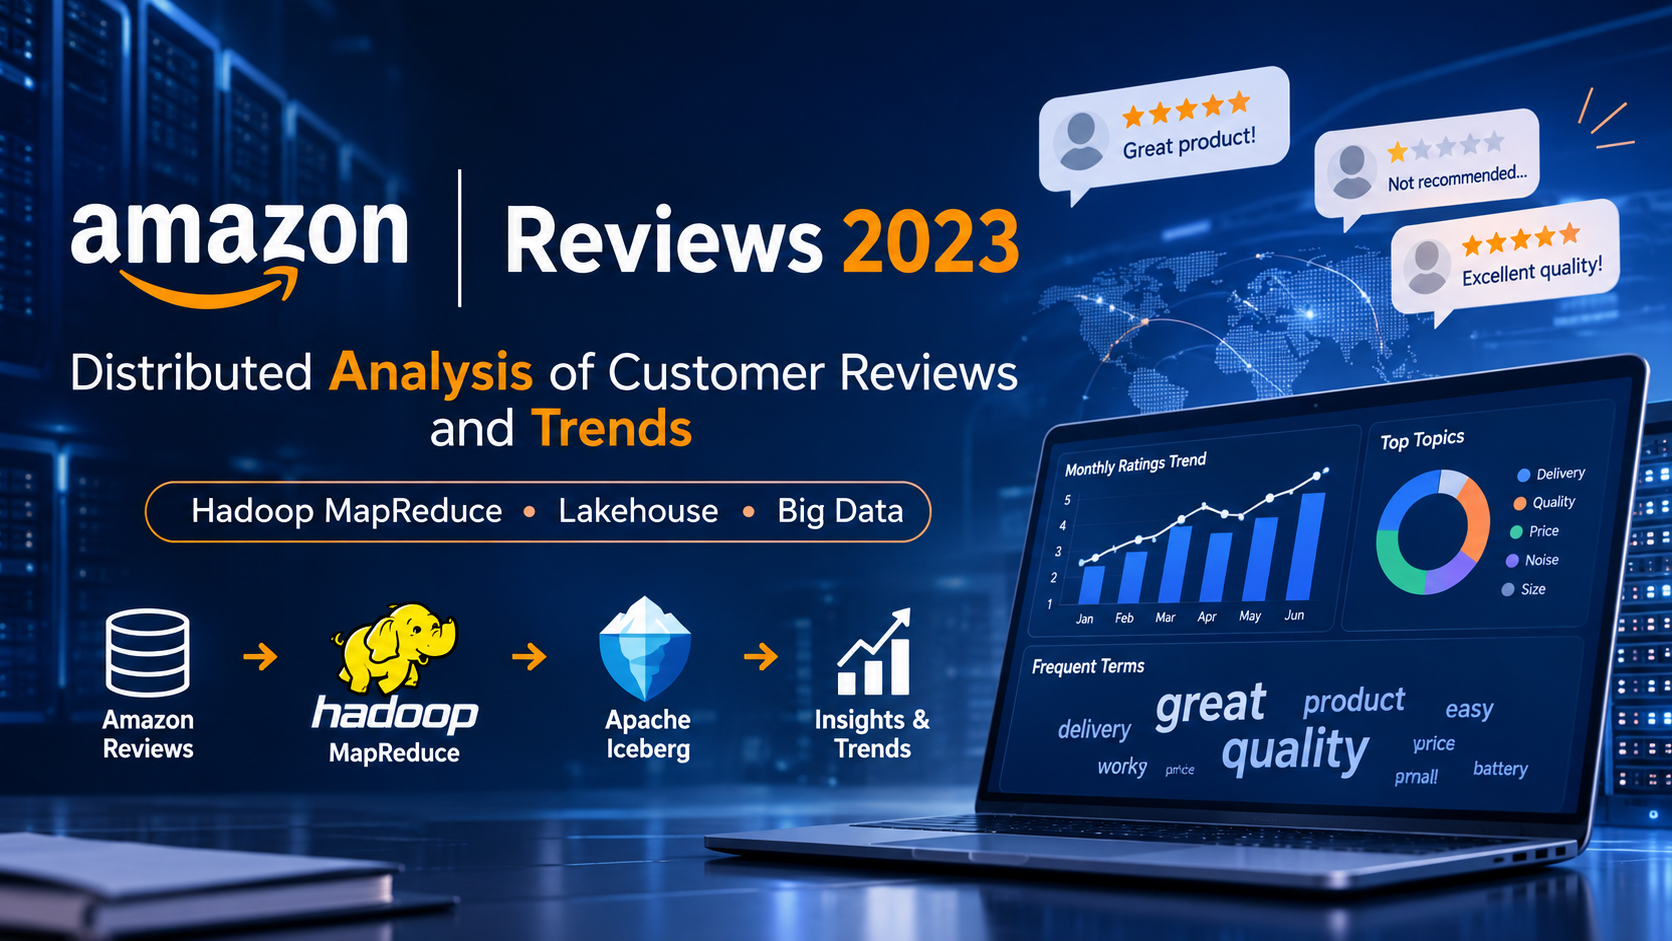 amazon
Reviews 2023
Distributed Analysis of Customer Reviews
and Trends
Hadoop MapReduce • Lakehouse • Big Data
Amazon
Reviews
hadoop
MapReduce
Apache
Iceberg
Insights &
Trends
Great product!
Not recommended...
Excellent quality!
Monthly Ratings Trend
5
4
3
2
1
Jan Feb Mar Apr May Jun
Top Topics
Delivery
Quality
Price
Noise
Size
Frequent Terms
great product easy
delivery quality
battery